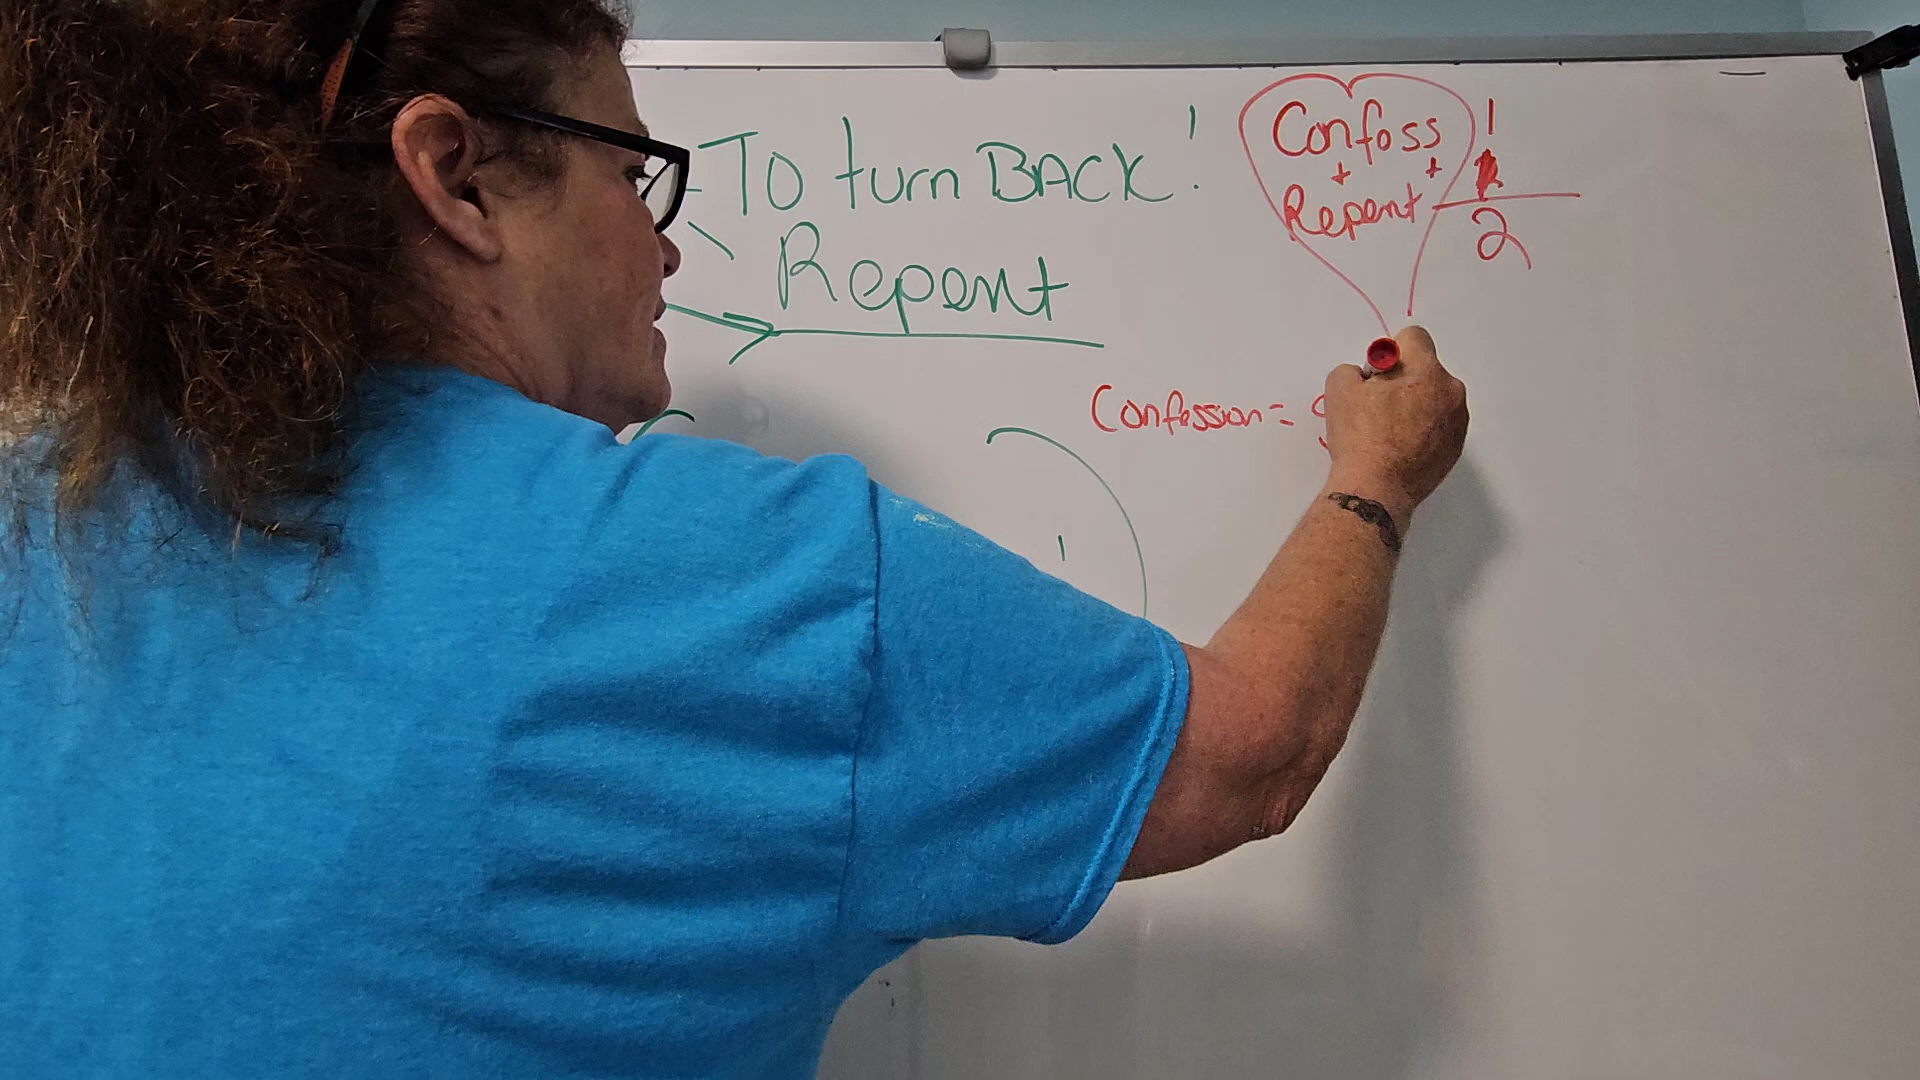 - To turn BACK!
Repent
Confess
+ +
Repent
1
2
Confession = S